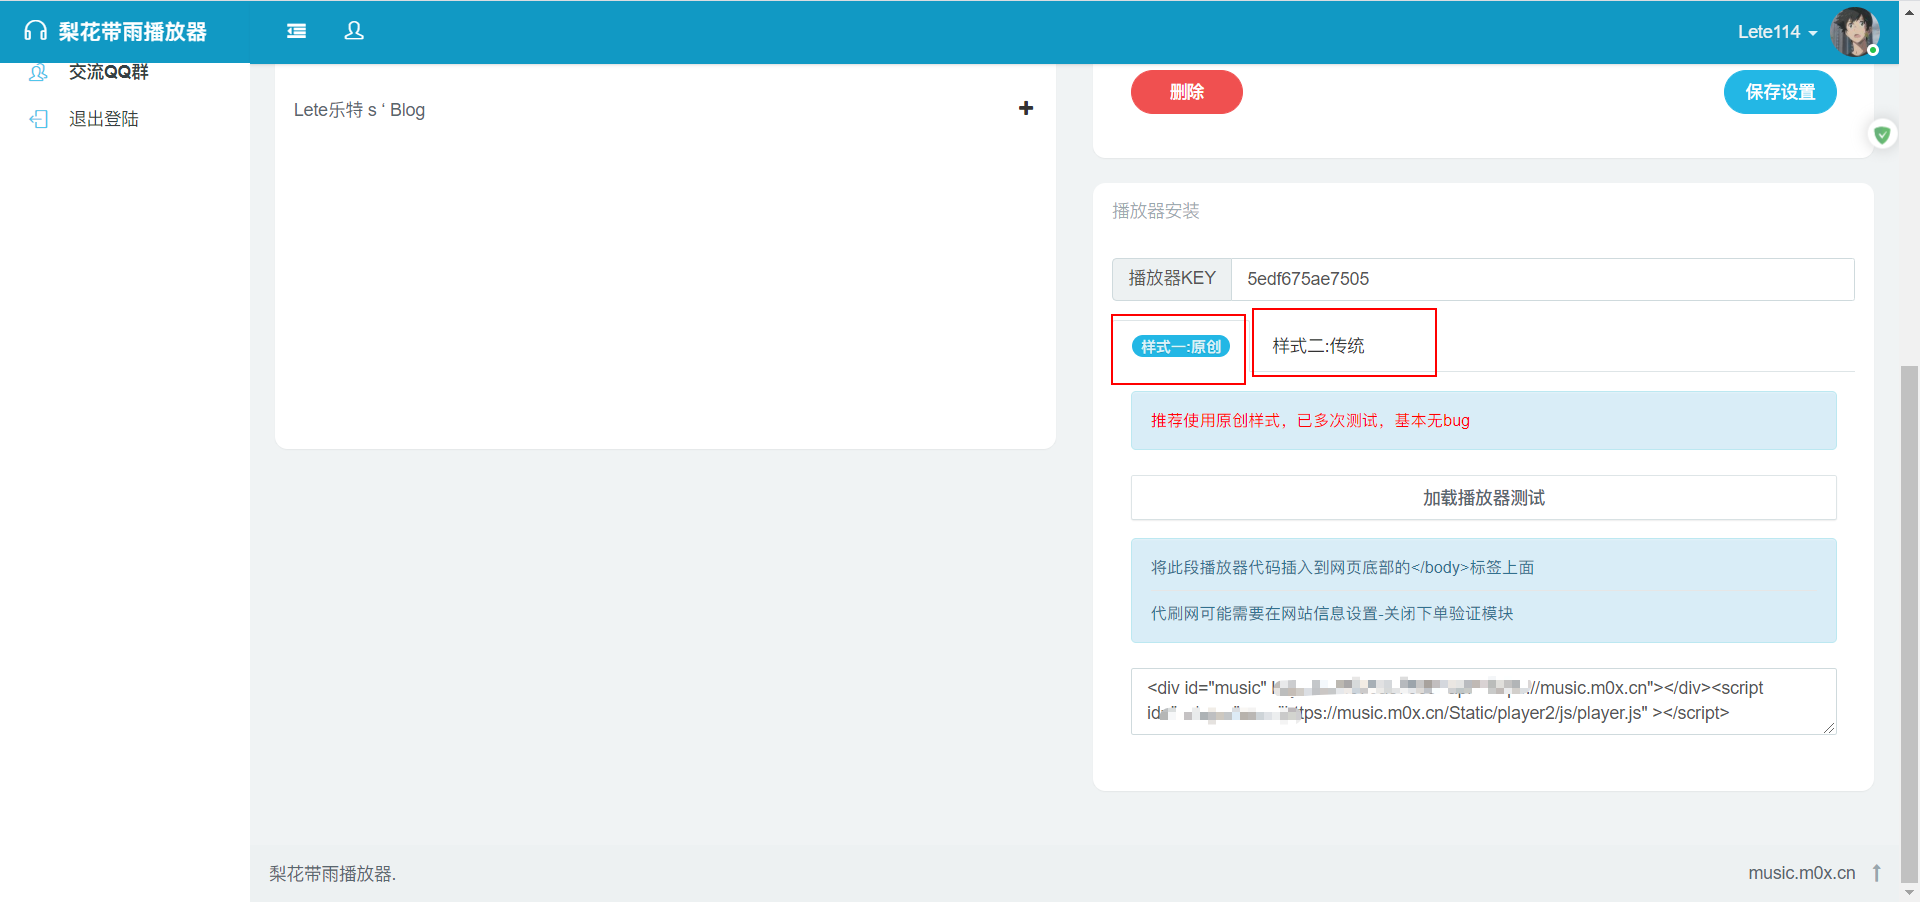 梨花带雨播放器
Lete114
交流QQ群
退出登陆
Lete乐特 s ‘ Blog
删除
保存设置
播放器安装
播放器KEY
5edf675ae7505
样式一:原创
样式二:传统
推荐使用原创样式，已多次测试，基本无bug
加载播放器测试
将此段播放器代码插入到网页底部的</body>标签上面
代刷网可能需要在网站信息设置-关闭下单验证模块
<div id="music" //music.m0x.cn"></div><script
id tps://music.m0x.cn/Static/player2/js/player.js" ></script>
梨花带雨播放器.
music.m0x.cn